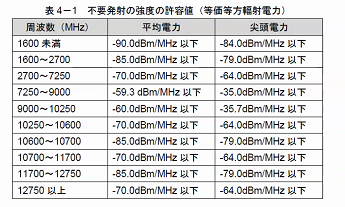 表 4－1 不要発射の強度の許容値（等価等方輻射電力）
周波数（MHz） 平均電力 尖頭電力
1600 未満 -90.0dBm/MHz 以下 -84.0dBm/MHz 以下
1600～2700 -85.0dBm/MHz 以下 -79.0dBm/MHz 以下
2700～7250 -70.0dBm/MHz 以下 -64.0dBm/MHz 以下
7250～9000 -59.3 dBm/MHz 以下 -35.7dBm/MHz 以下
9000～10250 -60.0dBm/MHz 以下 -35.7dBm/MHz 以下
10250～10600 -70.0dBm/MHz 以下 -64.0dBm/MHz 以下
10600～10700 -85.0dBm/MHz 以下 -79.0dBm/MHz 以下
10700～11700 -70.0dBm/MHz 以下 -64.0dBm/MHz 以下
11700～12750 -85.0dBm/MHz 以下 -79.0dBm/MHz 以下
12750 以上 -70.0dBm/MHz 以下 -64.0dBm/MHz 以下